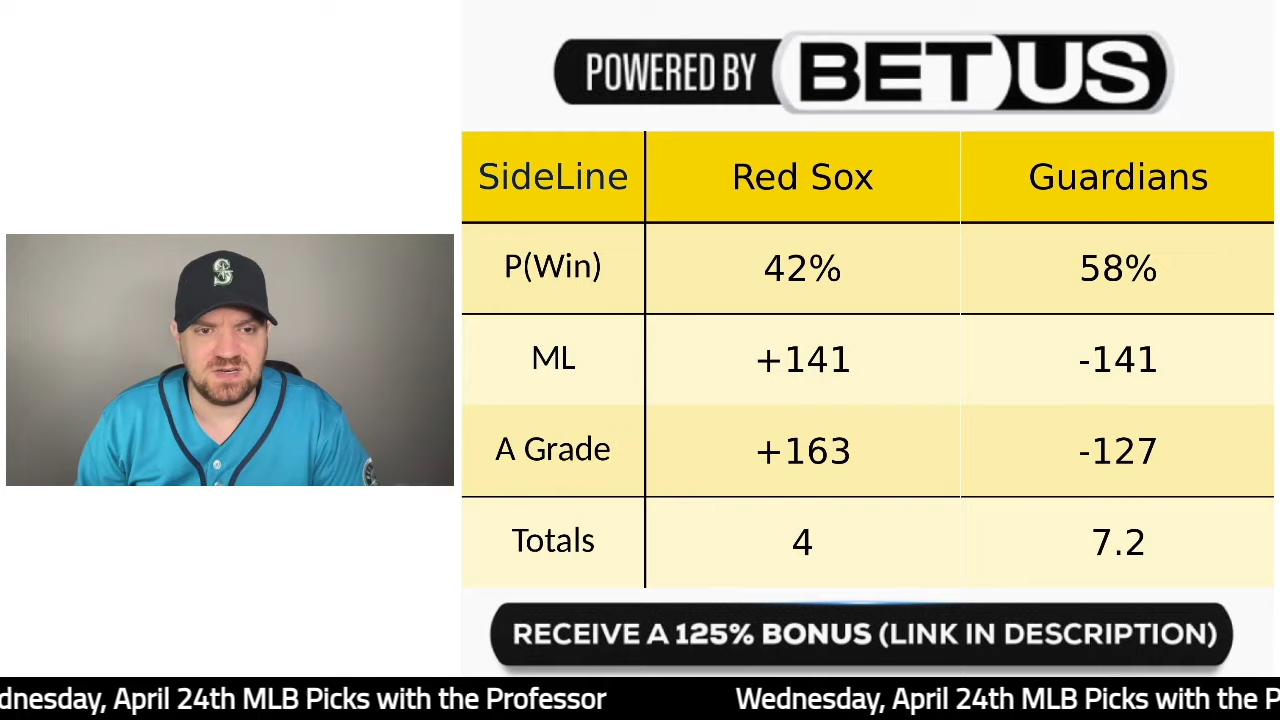 POWERED BY BETUS
SideLine Red Sox Guardians
P(Win) 42% 58%
ML +141 -141
A Grade +163 -127
Totals 4 7.2
RECEIVE A 125% BONUS (LINK IN DESCRIPTION)
dnesday, April 24th MLB Picks with the Professor Wednesday, April 24th MLB Picks with the P
S